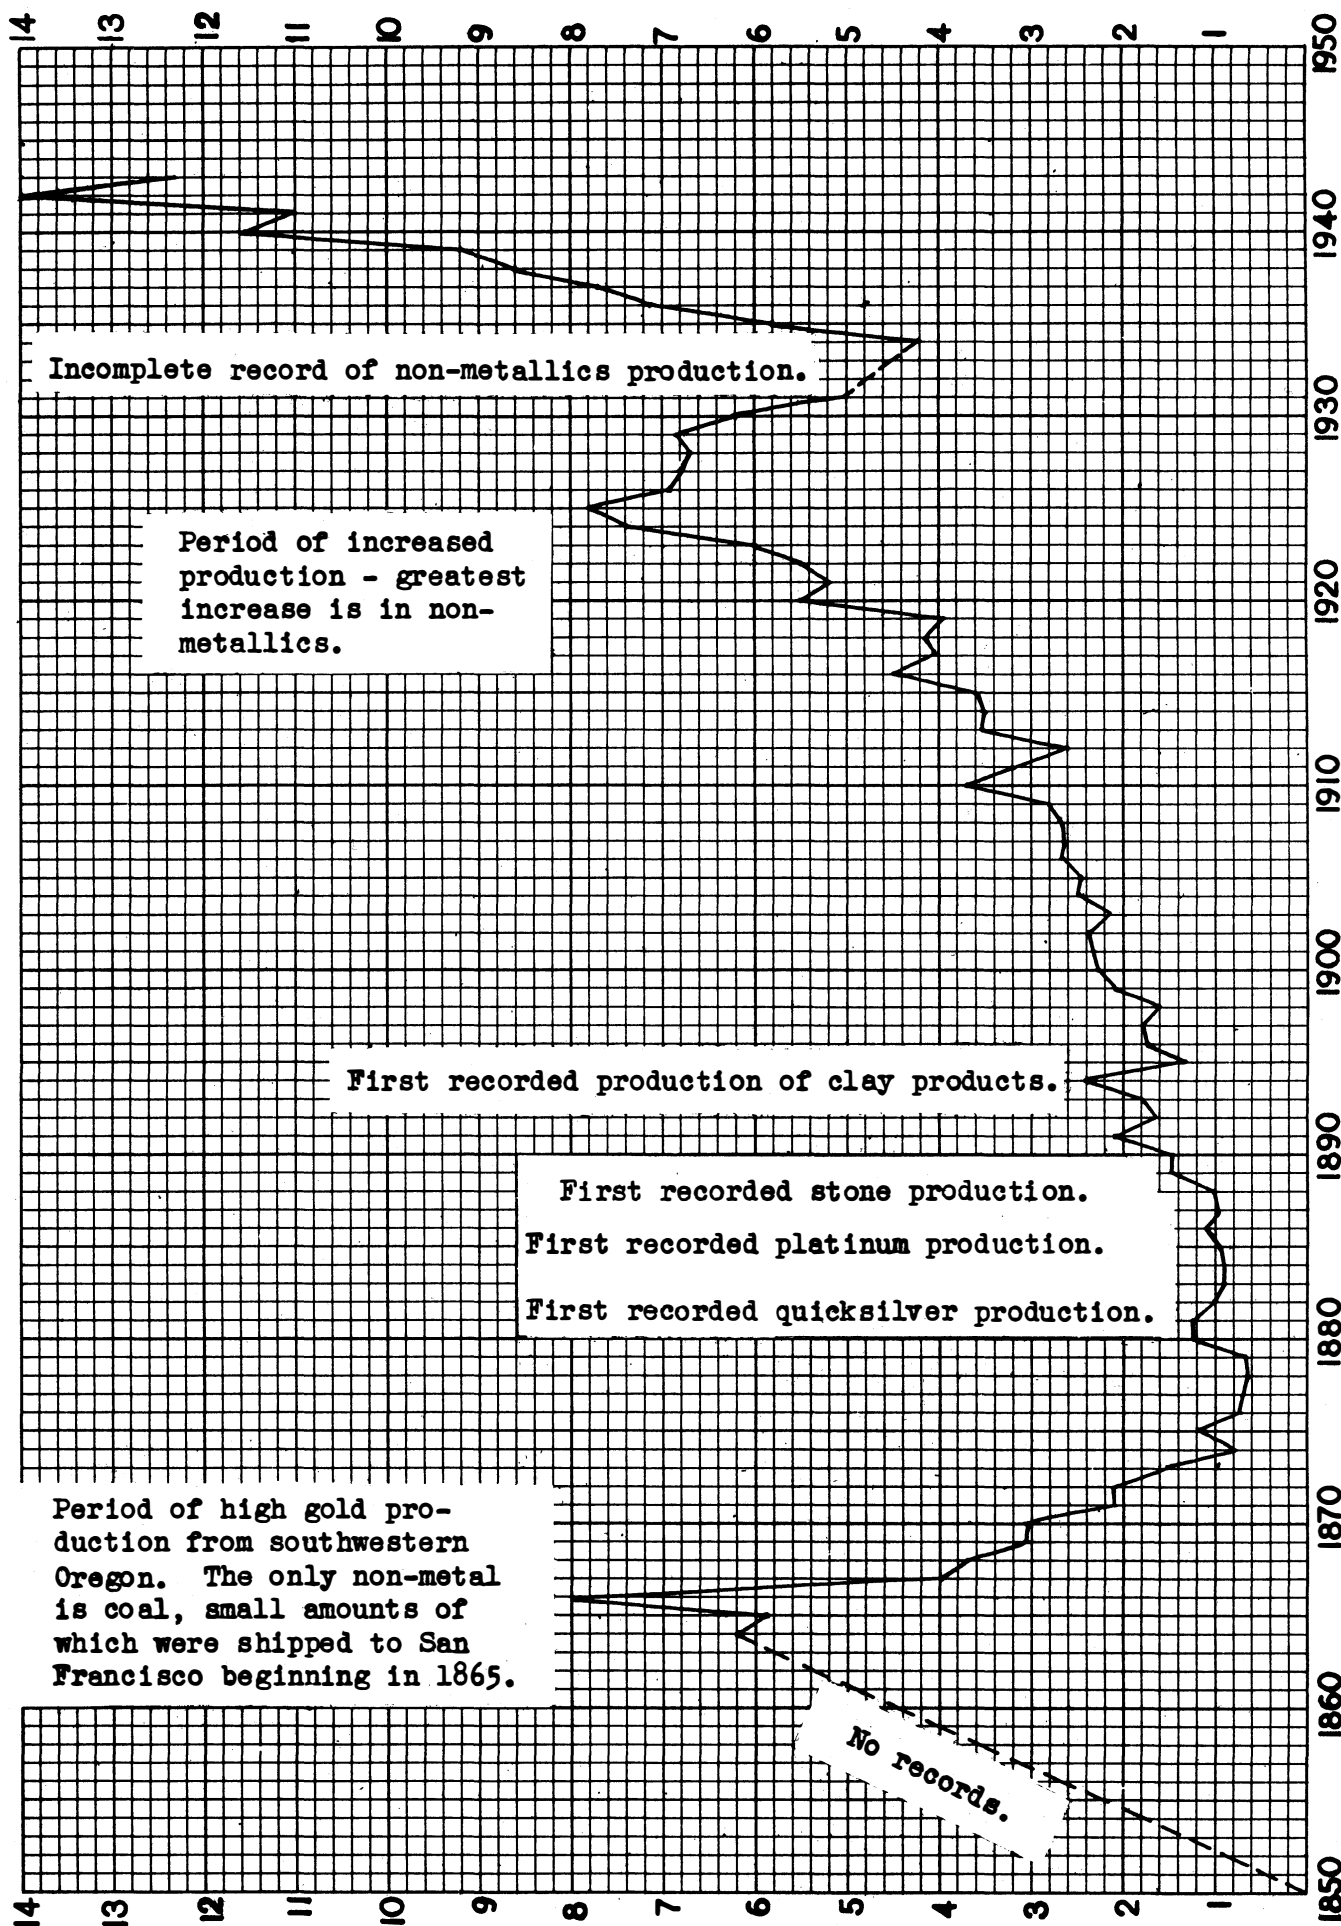 14 13 12 11 10 9 8 7 6 5 4 3 2 1
1950
1940
Incomplete record of non-metallics production.
1930
Period of increased
production - greatest
increase is in non-
metallics.
1920
1910
1900
First recorded production of clay products.
1890
First recorded stone production.
First recorded platinum production.
First recorded quicksilver production.
1880
1870
Period of high gold pro-
duction from southwestern
Oregon. The only non-metal
is coal, small amounts of
which were shipped to San
Francisco beginning in 1865.
1860
No records.
1850
14 13 12 11 10 9 8 7 6 5 4 3 2 1